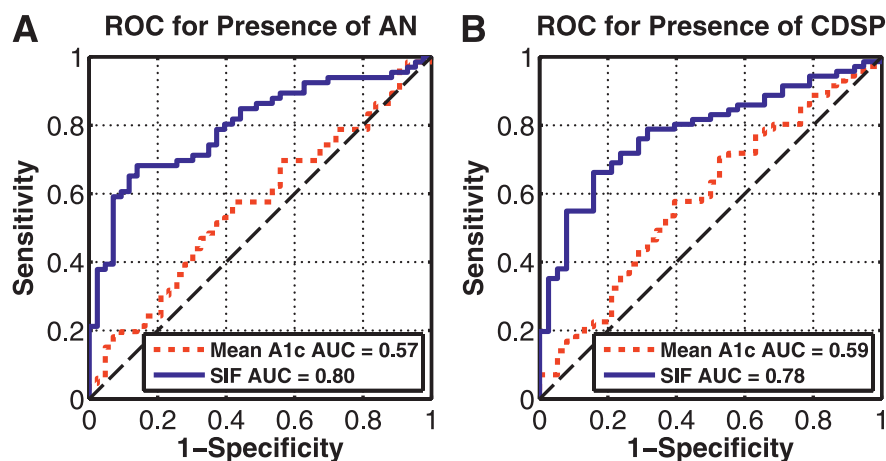 A
ROC for Presence of AN
Sensitivity
1
0.8
0.6
0.4
0.2
0
Mean A1c AUC = 0.57
SIF AUC = 0.80
0 0.2 0.4 0.6 0.8 1
1–Specificity
B
ROC for Presence of CDSP
Sensitivity
1
0.8
0.6
0.4
0.2
0
Mean A1c AUC = 0.59
SIF AUC = 0.78
0 0.2 0.4 0.6 0.8 1
1–Specificity